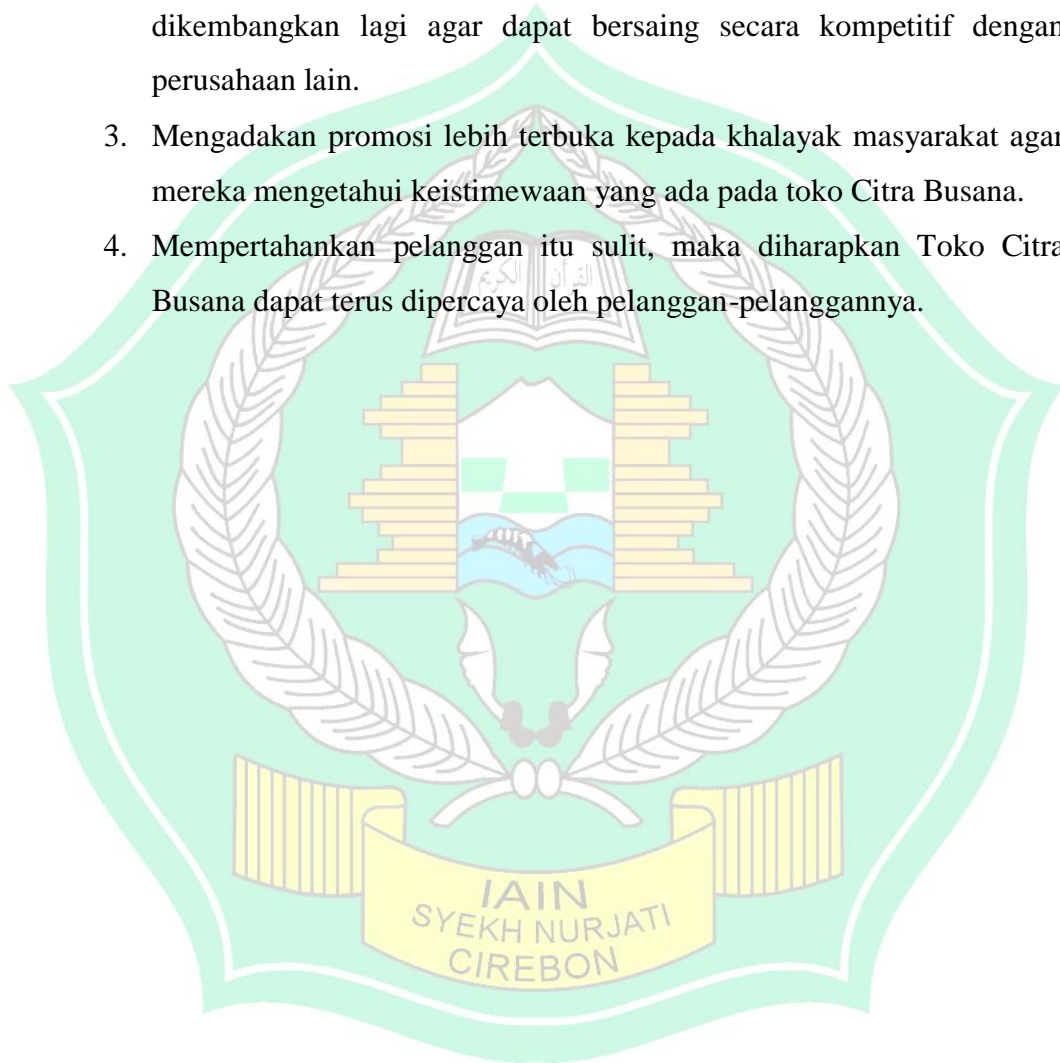 dikembangkan lagi agar dapat bersaing secara kompetitif dengan
perusahaan lain.
3. Mengadakan promosi lebih terbuka kepada khalayak masyarakat agar
mereka mengetahui keistimewaan yang ada pada toko Citra Busana.
4. Mempertahankan pelanggan itu sulit, maka diharapkan Toko Citra
Busana dapat terus dipercaya oleh pelanggan-pelanggannya.
القرآن الكريم
IAIN
SYEKH NURJATI
CIREBON